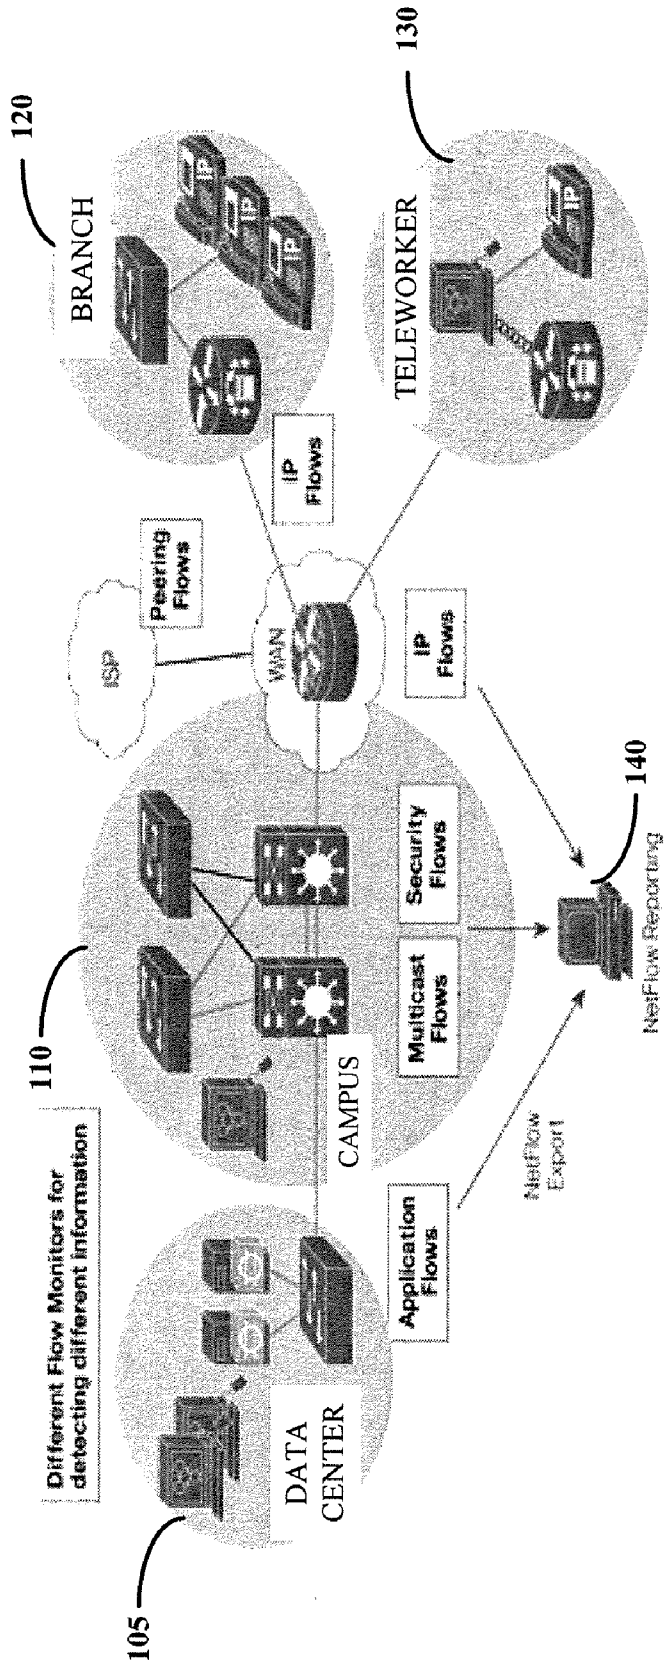 Different Flow Monitors for
detecting different information
105
DATA
CENTER
110
CAMPUS
ISP
Peering
Flows
WAN
120
BRANCH
IP
IP
IP
IP
Flows
130
TELEWORKER
IP
Application
Flows
Multicast
Flows
Security
Flows
IP
Flows
NetFlow
Export
140
NetFlow Reporting